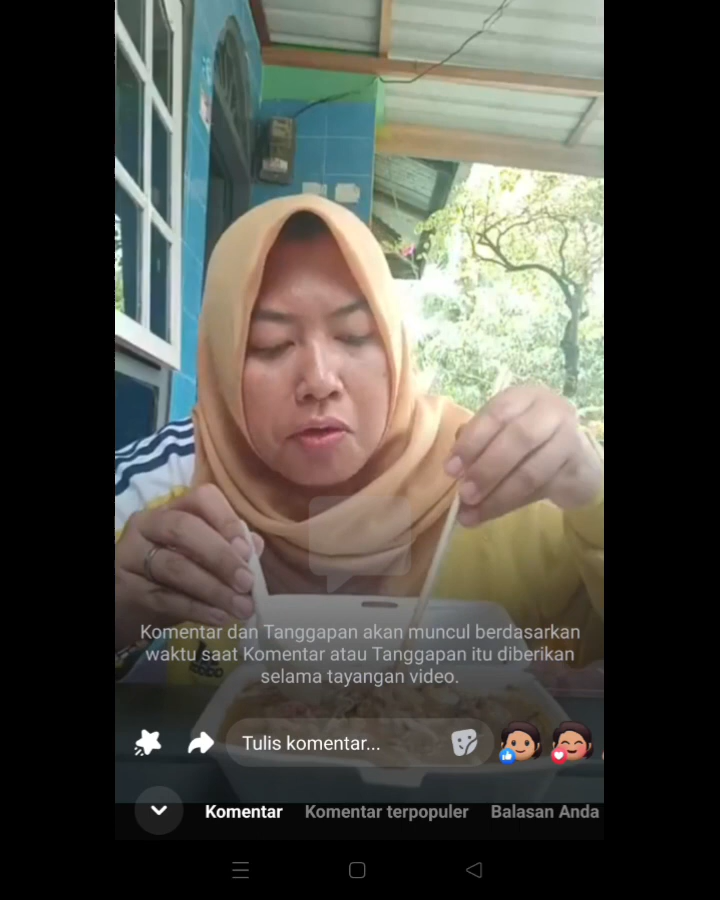 Komentar dan Tanggapan akan muncul berdasarkan
waktu saat Komentar atau Tanggapan itu diberikan
selama tayangan video.
Tulis komentar...
Komentar Komentar terpopuler Balasan Anda